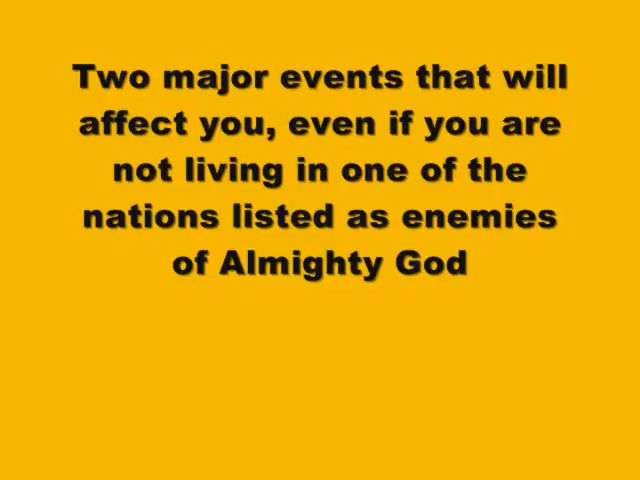 Two major events that will
affect you, even if you are
not living in one of the
nations listed as enemies
of Almighty God